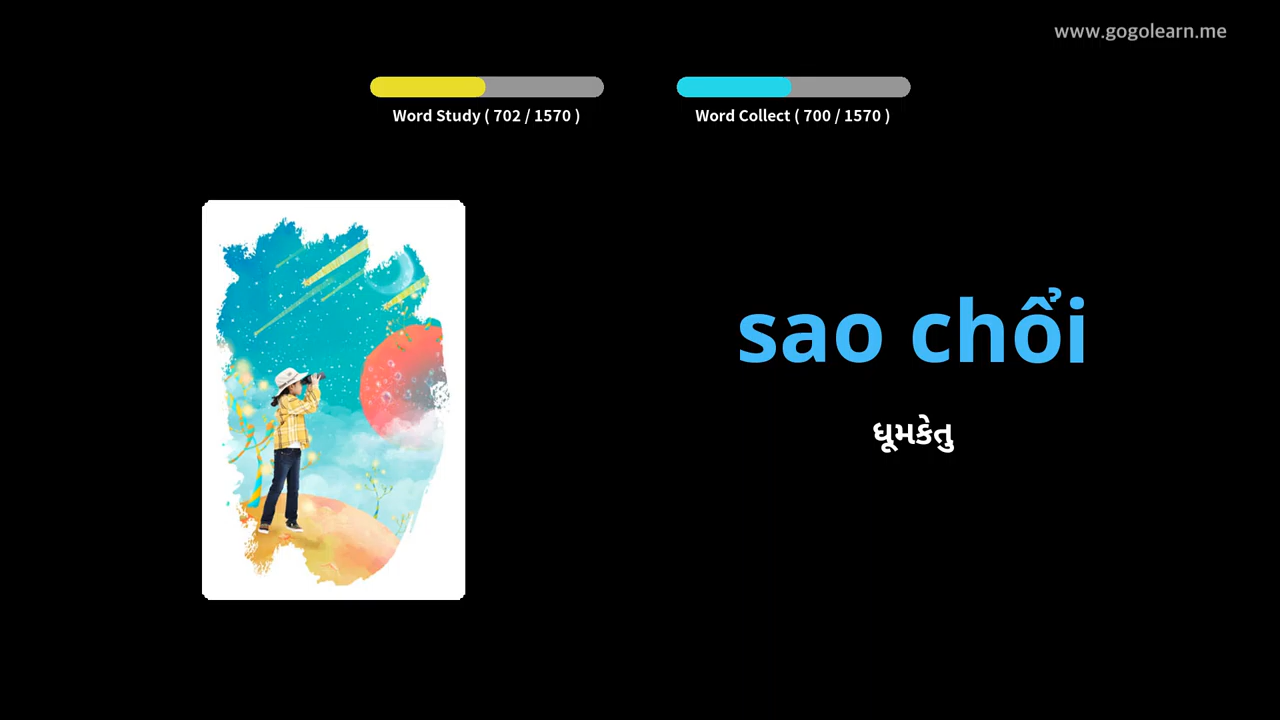 www.gogolearn.me
Word Study ( 702 / 1570 )
Word Collect ( 700 / 1570 )
sao chổi
ધૂમકેતુ